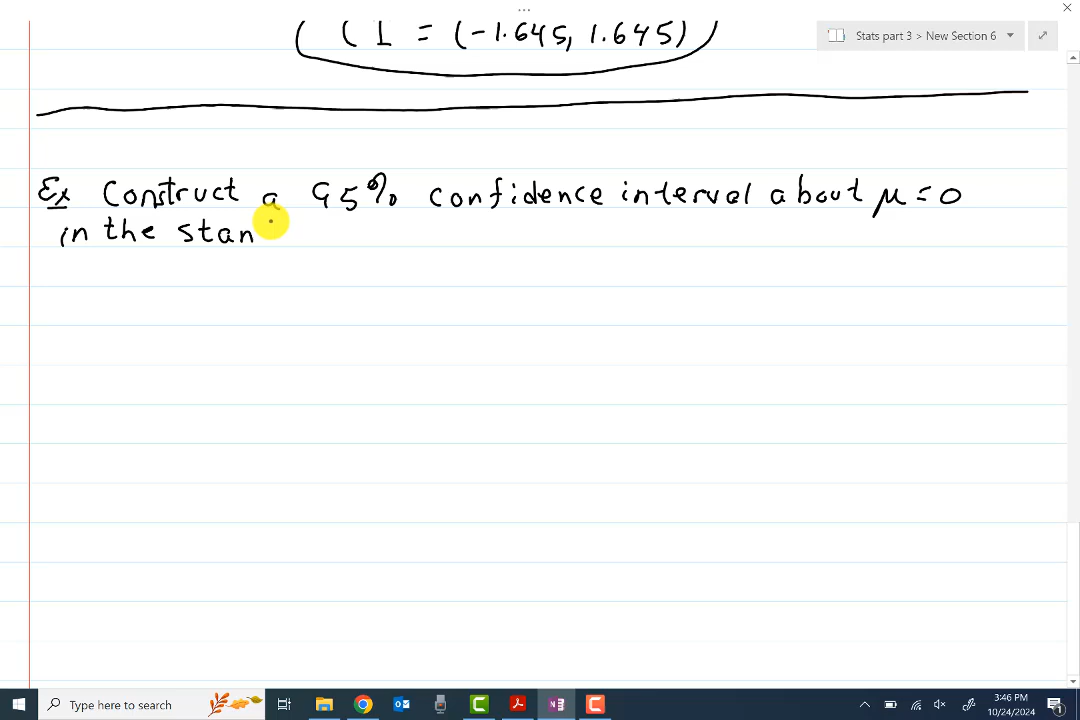 Stats part 3 > New Section 6
CI = (-1.645, 1.645)
Ex Construct a 95% confidence interval about μ = 0
in the stan
Type here to search
3:46 PM
10/24/2024
1